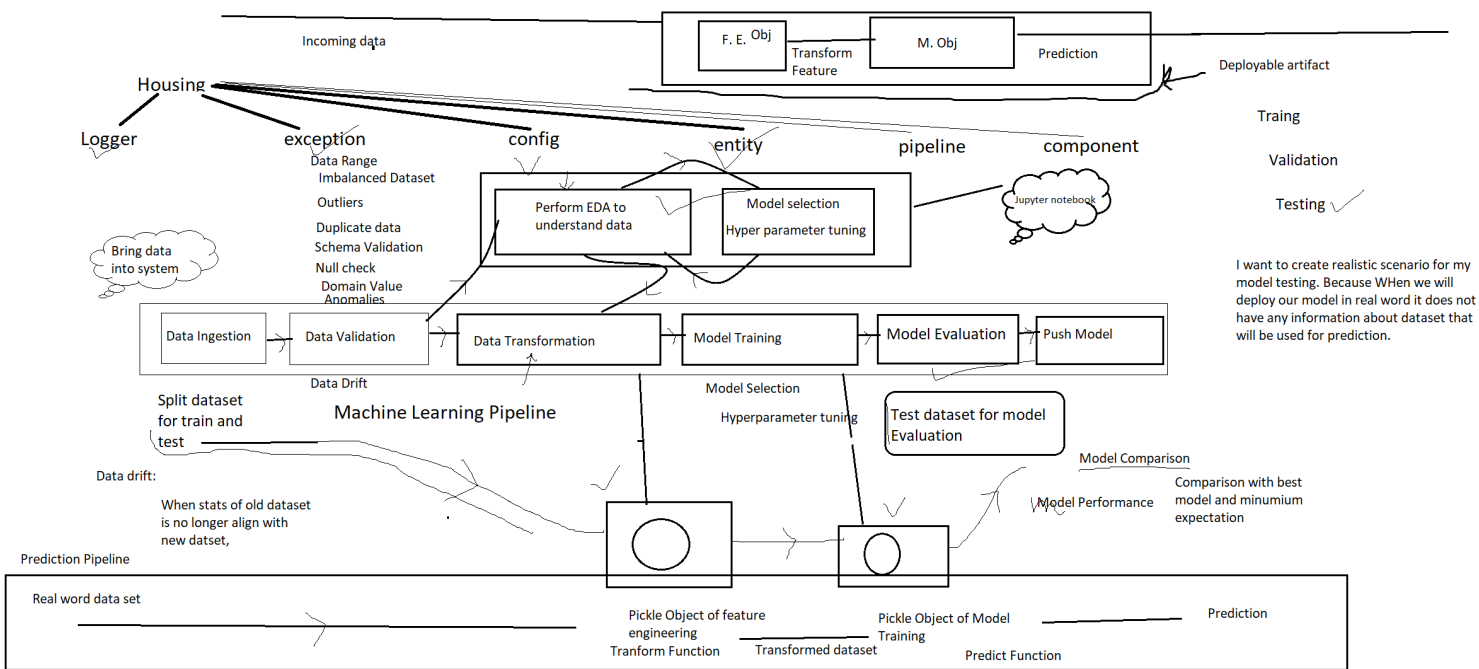 Incoming data
F. E. Obj
Transform
Feature
M. Obj
Prediction
Deployable artifact
Housing
Logger
exception
config
entity
pipeline
component
Traing
Validation
Testing
Data Range
Imbalanced Dataset
Outliers
Duplicate data
Schema Validation
Null check
Domain Value
Anomalies
Bring data
into system
Perform EDA to
understand data
Model selection
Hyper parameter tuning
Jupyter notebook
I want to create realistic scenario for my
model testing. Because WHen we will
deploy our model in real word it does not
have any information about dataset that
will be used for prediction.
Data Ingestion
Data Validation
Data Transformation
Model Training
Model Evaluation
Push Model
Data Drift
Model Selection
Hyperparameter tuning
Machine Learning Pipeline
Split dataset
for train and
test
Test dataset for model
Evaluation
Data drift:
When stats of old dataset
is no longer align with
new datset,
Model Comparison
Comparison with best
model and minumium
expectation
Model Performance
Prediction Pipeline
Real word data set
Pickle Object of feature
engineering
Tranform Function
Transformed dataset
Pickle Object of Model
Training
Predict Function
Prediction